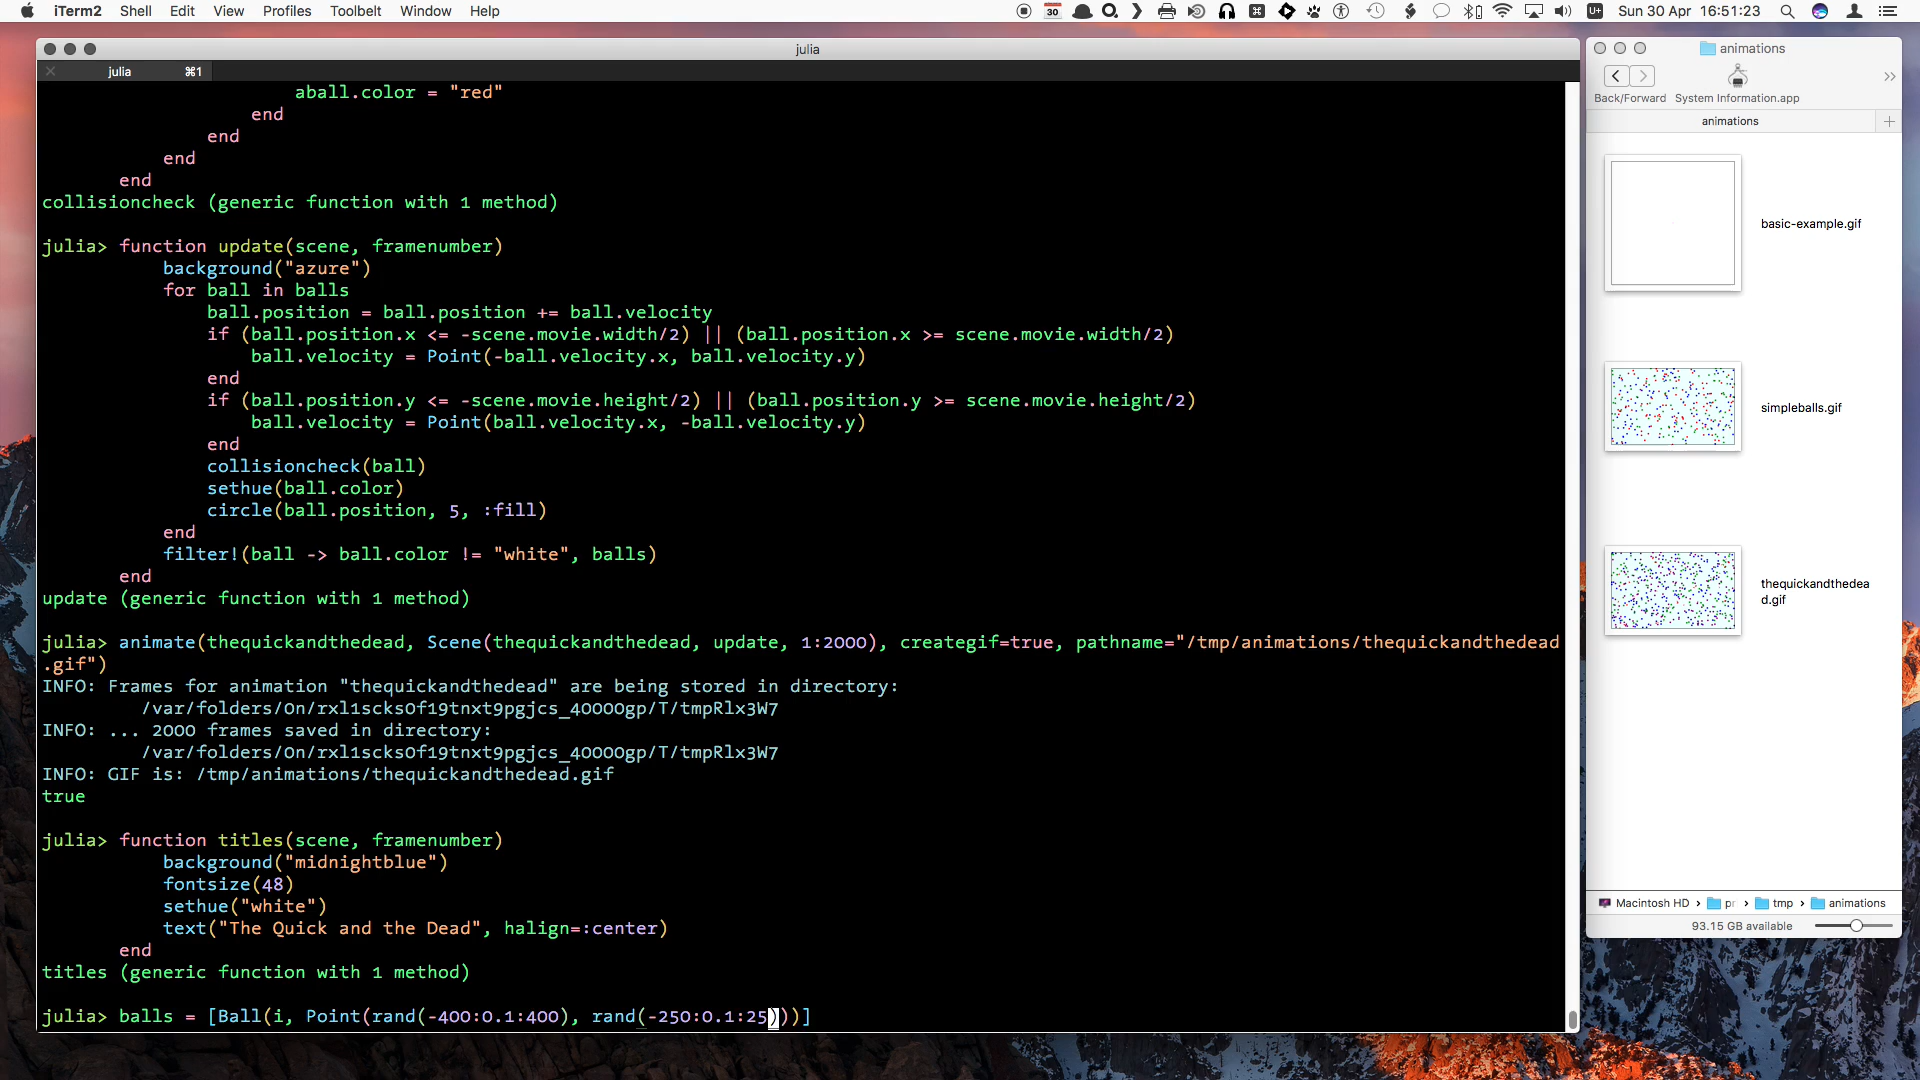 iTerm2 Shell Edit View Profiles Toolbelt Window Help 30 U+ Sun 30 Apr 16:51:23
julia
julia ⌘1
aball.color = "red"
end
end
end
end
collisioncheck (generic function with 1 method)
julia> function update(scene, framenumber)
background("azure")
for ball in balls
ball.position = ball.position += ball.velocity
if (ball.position.x <= -scene.movie.width/2) || (ball.position.x >= scene.movie.width/2)
ball.velocity = Point(-ball.velocity.x, ball.velocity.y)
end
if (ball.position.y <= -scene.movie.height/2) || (ball.position.y >= scene.movie.height/2)
ball.velocity = Point(ball.velocity.x, -ball.velocity.y)
end
collisioncheck(ball)
sethue(ball.color)
circle(ball.position, 5, :fill)
end
filter!(ball -> ball.color != "white", balls)
end
update (generic function with 1 method)
julia> animate(thequickandthedead, Scene(thequickandthedead, update, 1:2000), creategif=true, pathname="/tmp/animations/thequickandthedead
.gif")
INFO: Frames for animation "thequickandthedead" are being stored in directory:
/var/folders/0n/rxl1scks0f19tnxt9pgjcs_40000gp/T/tmpRlx3W7
INFO: ... 2000 frames saved in directory:
/var/folders/0n/rxl1scks0f19tnxt9pgjcs_40000gp/T/tmpRlx3W7
INFO: GIF is: /tmp/animations/thequickandthedead.gif
true
julia> function titles(scene, framenumber)
background("midnightblue")
fontsize(48)
sethue("white")
text("The Quick and the Dead", halign=:center)
end
titles (generic function with 1 method)
julia> balls = [Ball(i, Point(rand(-400:0.1:400), rand(-250:0.1:25)))]
animations
Back/Forward System Information.app
animations
basic-example.gif
simpleballs.gif
thequickandthedea
d.gif
Macintosh HD › pr › tmp › animations
93.15 GB available